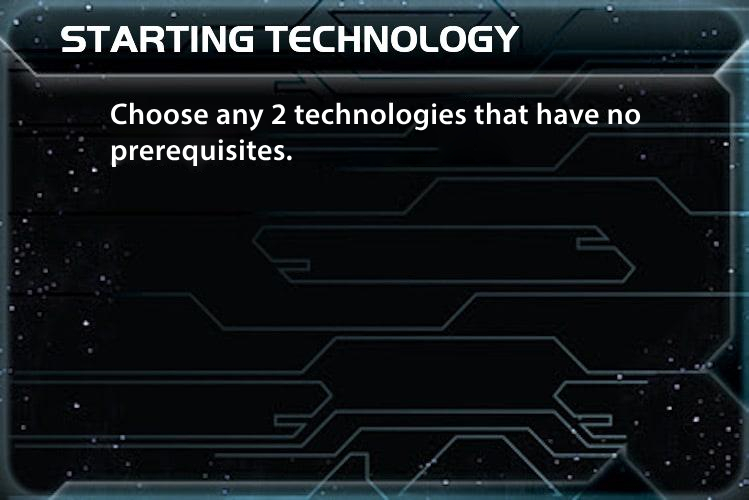 STARTING TECHNOLOGY
Choose any 2 technologies that have no
prerequisites.